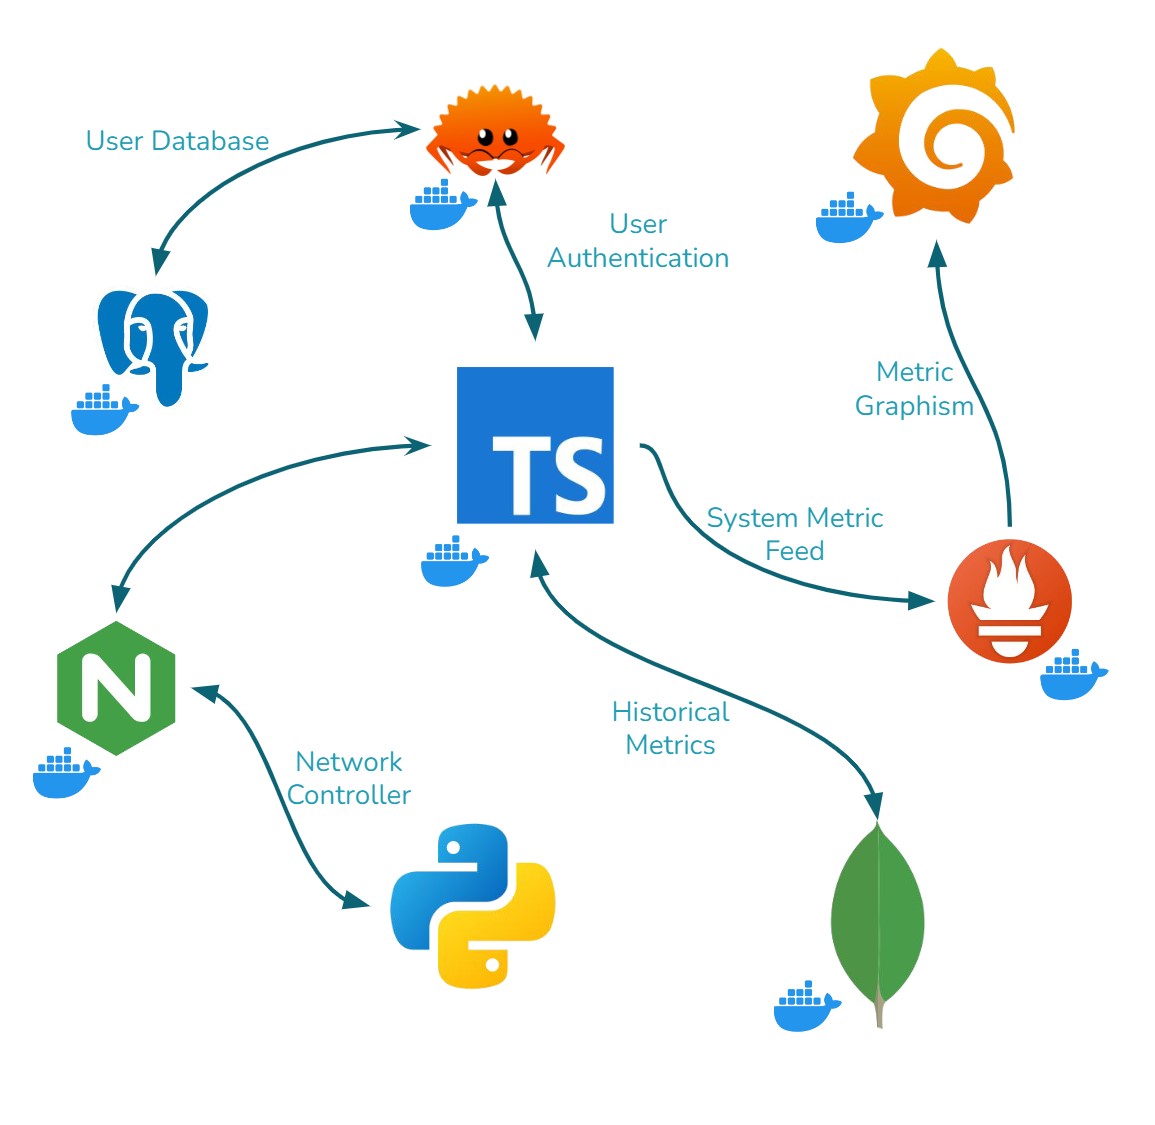 User Database
User
Authentication
Metric
Graphism
TS
System Metric
Feed
Historical
Metrics
N
Network
Controller